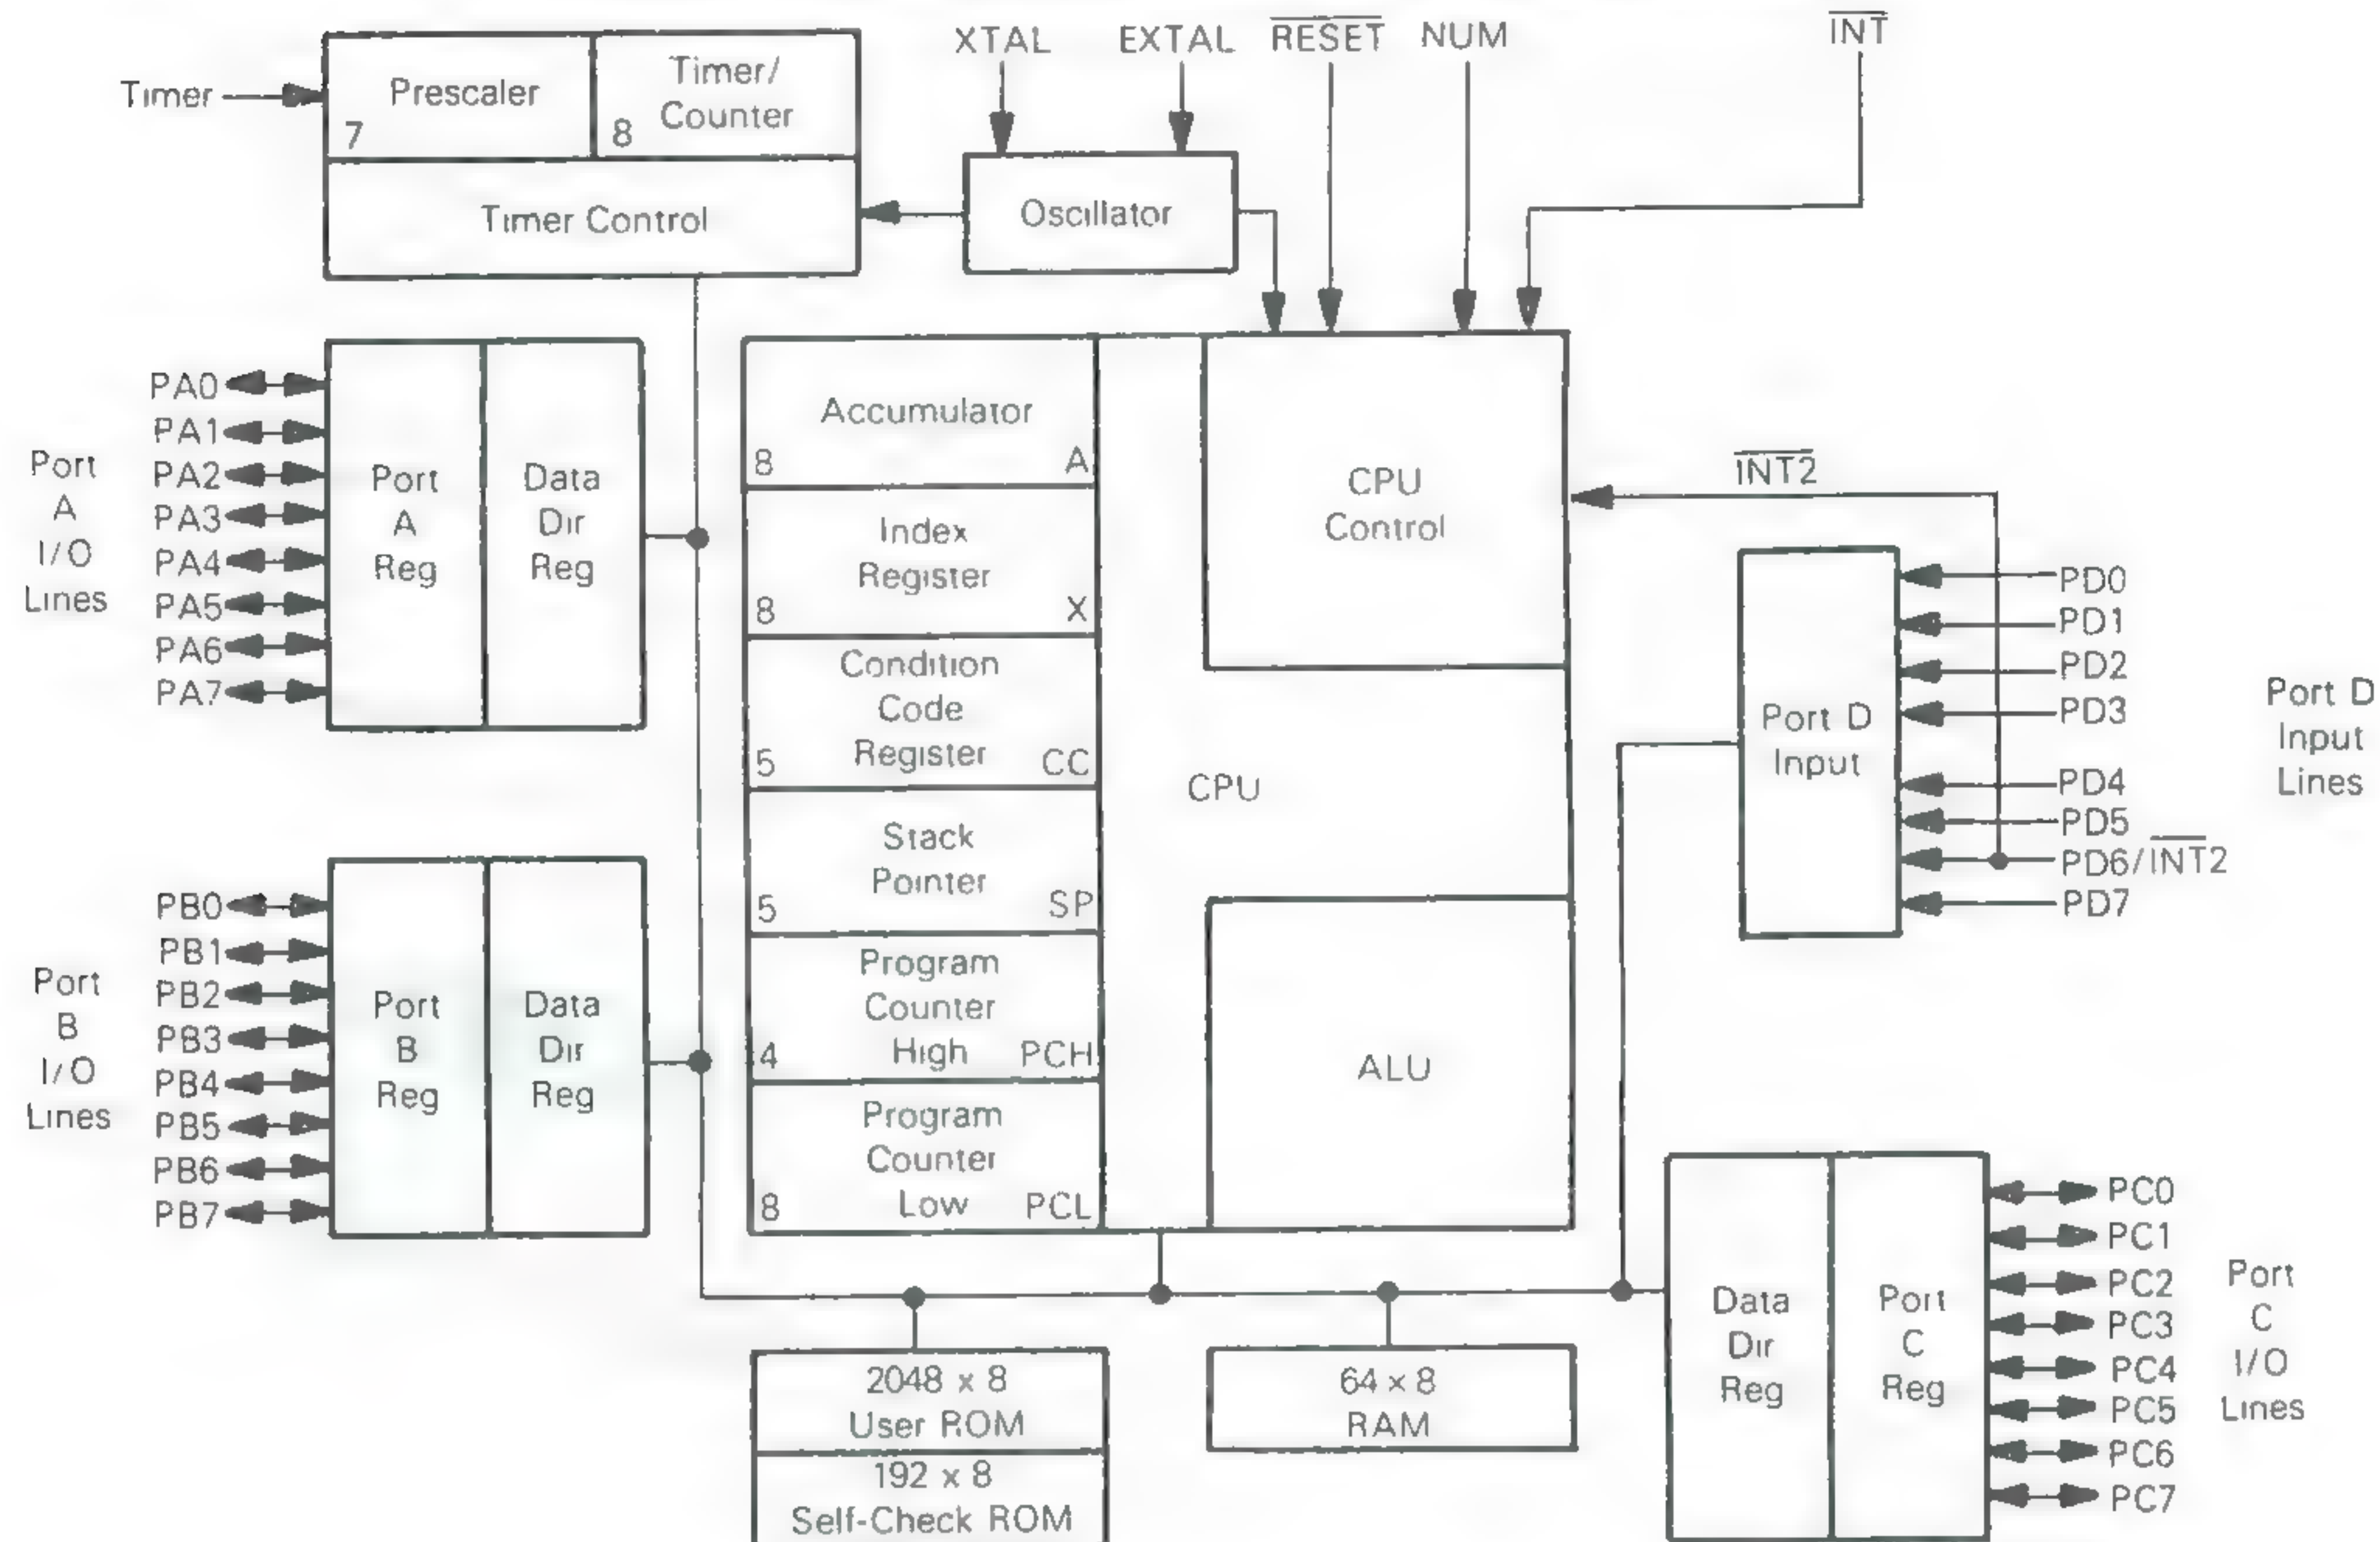 Timer
Prescaler
7
Timer/
Counter
8
Timer Control
XTAL
EXTAL
RESET
NUM
INT
Oscillator
Port
A
I/O
Lines
PA0
PA1
PA2
PA3
PA4
PA5
PA6
PA7
Port
A
Reg
Data
Dir
Reg
Accumulator
8 A
Index
Register
8 X
Condition
Code
Register
5 CC
Stack
Pointer
5 SP
Program
Counter
High
4 PCH
Program
Counter
Low
8 PCL
CPU
Control
CPU
ALU
INT2
Port D
Input
PD0
PD1
PD2
PD3
PD4
PD5
PD6/INT2
PD7
Port D
Input
Lines
Port
B
I/O
Lines
PB0
PB1
PB2
PB3
PB4
PB5
PB6
PB7
Port
B
Reg
Data
Dir
Reg
2048 x 8
User ROM
192 x 8
Self-Check ROM
64 x 8
RAM
Data
Dir
Reg
Port
C
Reg
PC0
PC1
PC2
PC3
PC4
PC5
PC6
PC7
Port
C
I/O
Lines